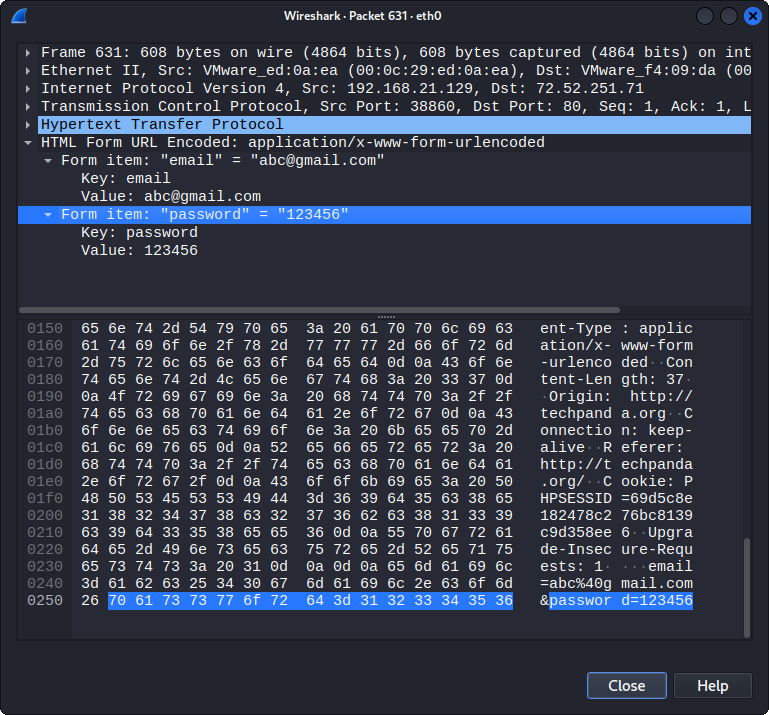 Wireshark · Packet 631 · eth0
Frame 631: 608 bytes on wire (4864 bits), 608 bytes captured (4864 bits) on int
Ethernet II, Src: VMware_ed:0a:ea (00:0c:29:ed:0a:ea), Dst: VMware_f4:09:da (00
Internet Protocol Version 4, Src: 192.168.21.129, Dst: 72.52.251.71
Transmission Control Protocol, Src Port: 38860, Dst Port: 80, Seq: 1, Ack: 1, L
Hypertext Transfer Protocol
HTML Form URL Encoded: application/x-www-form-urlencoded
Form item: "email" = "abc@gmail.com"
Key: email
Value: abc@gmail.com
Form item: "password" = "123456"
Key: password
Value: 123456
0150 65 6e 74 2d 54 79 70 65 3a 20 61 70 70 6c 69 63 ent-Type : applic
0160 61 74 69 6f 6e 2f 78 2d 77 77 77 2d 66 6f 72 6d ation/x- www-form
0170 2d 75 72 6c 65 6e 63 6f 64 65 64 0d 0a 43 6f 6e -urlenco ded··Con
0180 74 65 6e 74 2d 4c 65 6e 67 74 68 3a 20 33 37 0d tent-Len gth: 37·
0190 0a 4f 72 69 67 69 6e 3a 20 68 74 74 70 3a 2f 2f ·Origin: http://
01a0 74 65 63 68 70 61 6e 64 61 2e 6f 72 67 0d 0a 43 techpand a.org··C
01b0 6f 6e 6e 65 63 74 69 6f 6e 3a 20 6b 65 65 70 2d onnectio n: keep-
01c0 61 6c 69 76 65 0d 0a 52 65 66 65 72 65 72 3a 20 alive··R eferer:
01d0 68 74 74 70 3a 2f 2f 74 65 63 68 70 61 6e 64 61 http://t echpanda
01e0 2e 6f 72 67 2f 0d 0a 43 6f 6f 6b 69 65 3a 20 50 .org/··C ookie: P
01f0 48 50 53 45 53 53 49 44 3d 36 39 64 35 63 38 65 HPSESSID =69d5c8e
0200 31 38 32 34 37 38 63 32 37 36 62 63 38 31 33 39 182478c2 76bc8139
0210 63 39 64 33 35 38 65 65 36 0d 0a 55 70 67 72 61 c9d358ee 6··Upgra
0220 64 65 2d 49 6e 73 65 63 75 72 65 2d 52 65 71 75 de-Insec ure-Requ
0230 65 73 74 73 3a 20 31 0d 0a 0d 0a 65 6d 61 69 6c ests: 1· ···email
0240 3d 61 62 63 25 34 30 67 6d 61 69 6c 2e 63 6f 6d =abc%40g mail.com
0250 26 70 61 73 73 77 6f 72 64 3d 31 32 33 34 35 36 &passwor d=123456
Close Help